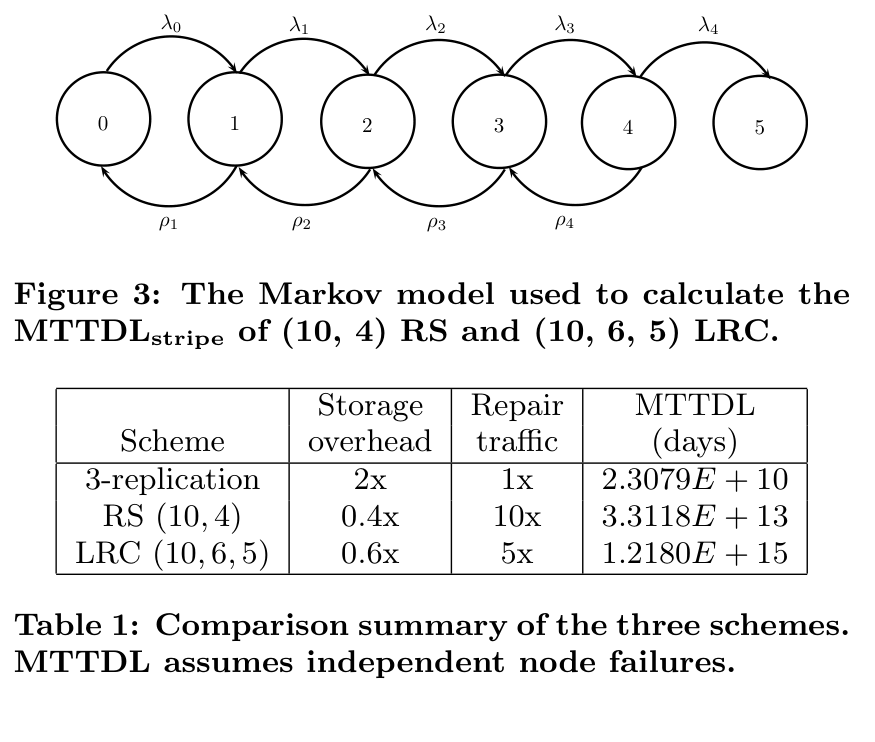 λ0 λ1 λ2 λ3 λ4
0 1 2 3 4 5
ρ1 ρ2 ρ3 ρ4
Figure 3: The Markov model used to calculate the
MTTDLstripe of (10, 4) RS and (10, 6, 5) LRC.
Storage Repair MTTDL
Scheme overhead traffic (days)
3-replication 2x 1x 2.3079E + 10
RS (10, 4) 0.4x 10x 3.3118E + 13
LRC (10, 6, 5) 0.6x 5x 1.2180E + 15
Table 1: Comparison summary of the three schemes.
MTTDL assumes independent node failures.